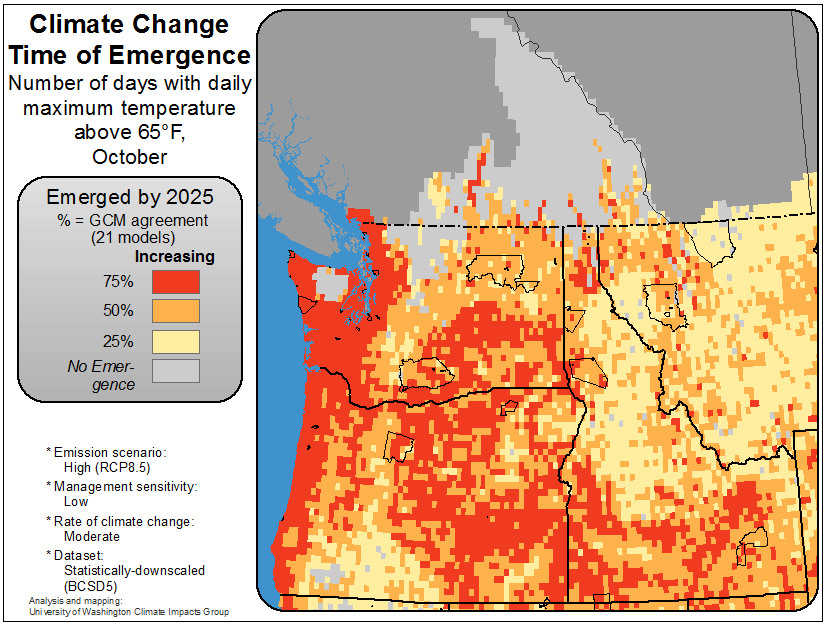 Climate Change
Time of Emergence
Number of days with daily
maximum temperature
above 65°F,
October
Emerged by 2025
% = GCM agreement
(21 models)
Increasing
75%
50%
25%
No Emer-
gence
* Emission scenario:
High (RCP8.5)
* Management sensitivity:
Low
* Rate of climate change:
Moderate
* Dataset:
Statistically-downscaled
(BCSD5)
Analysis and mapping:
University of Washington Climate Impacts Group